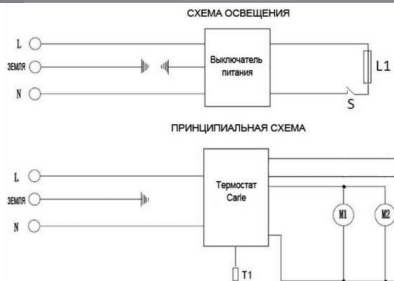 СХЕМА ОСВЕЩЕНИЯ
L
ЗЕМЛЯ
N
Выключатель
питания
L1
S
ПРИНЦИПИАЛЬНАЯ СХЕМА
L
ЗЕМЛЯ
N
Термостат
Carle
M1
M2
T1